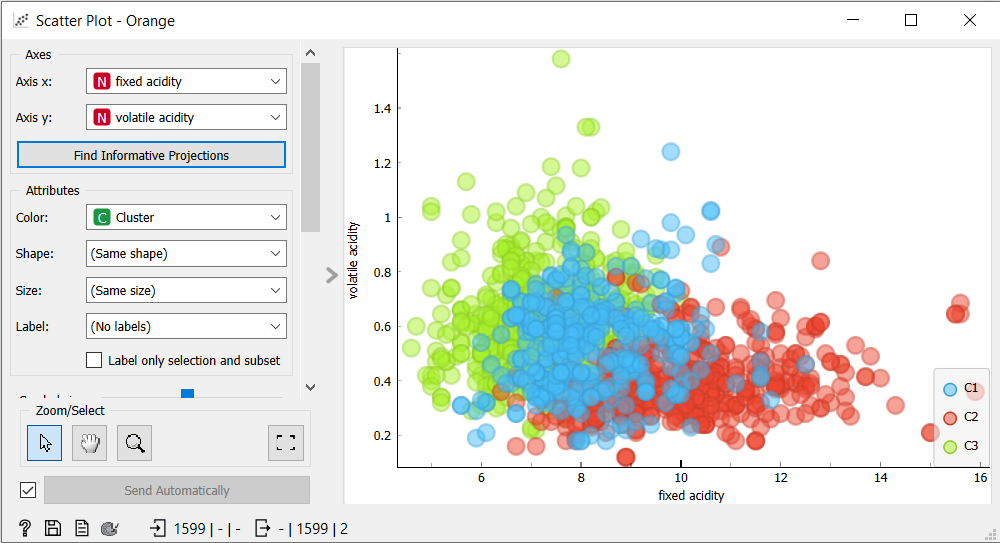 Scatter Plot - Orange
Axes
Axis x: N fixed acidity
Axis y: N volatile acidity
Find Informative Projections
Attributes
Color: C Cluster
Shape: (Same shape)
Size: (Same size)
Label: (No labels)
Label only selection and subset
Zoom/Select
Send Automatically
1599 | - | - - | 1599 | 2
volatile acidity
1.4
1.2
1
0.8
0.6
0.4
0.2
6 8 10 12 14 16
fixed acidity
C1
C2
C3